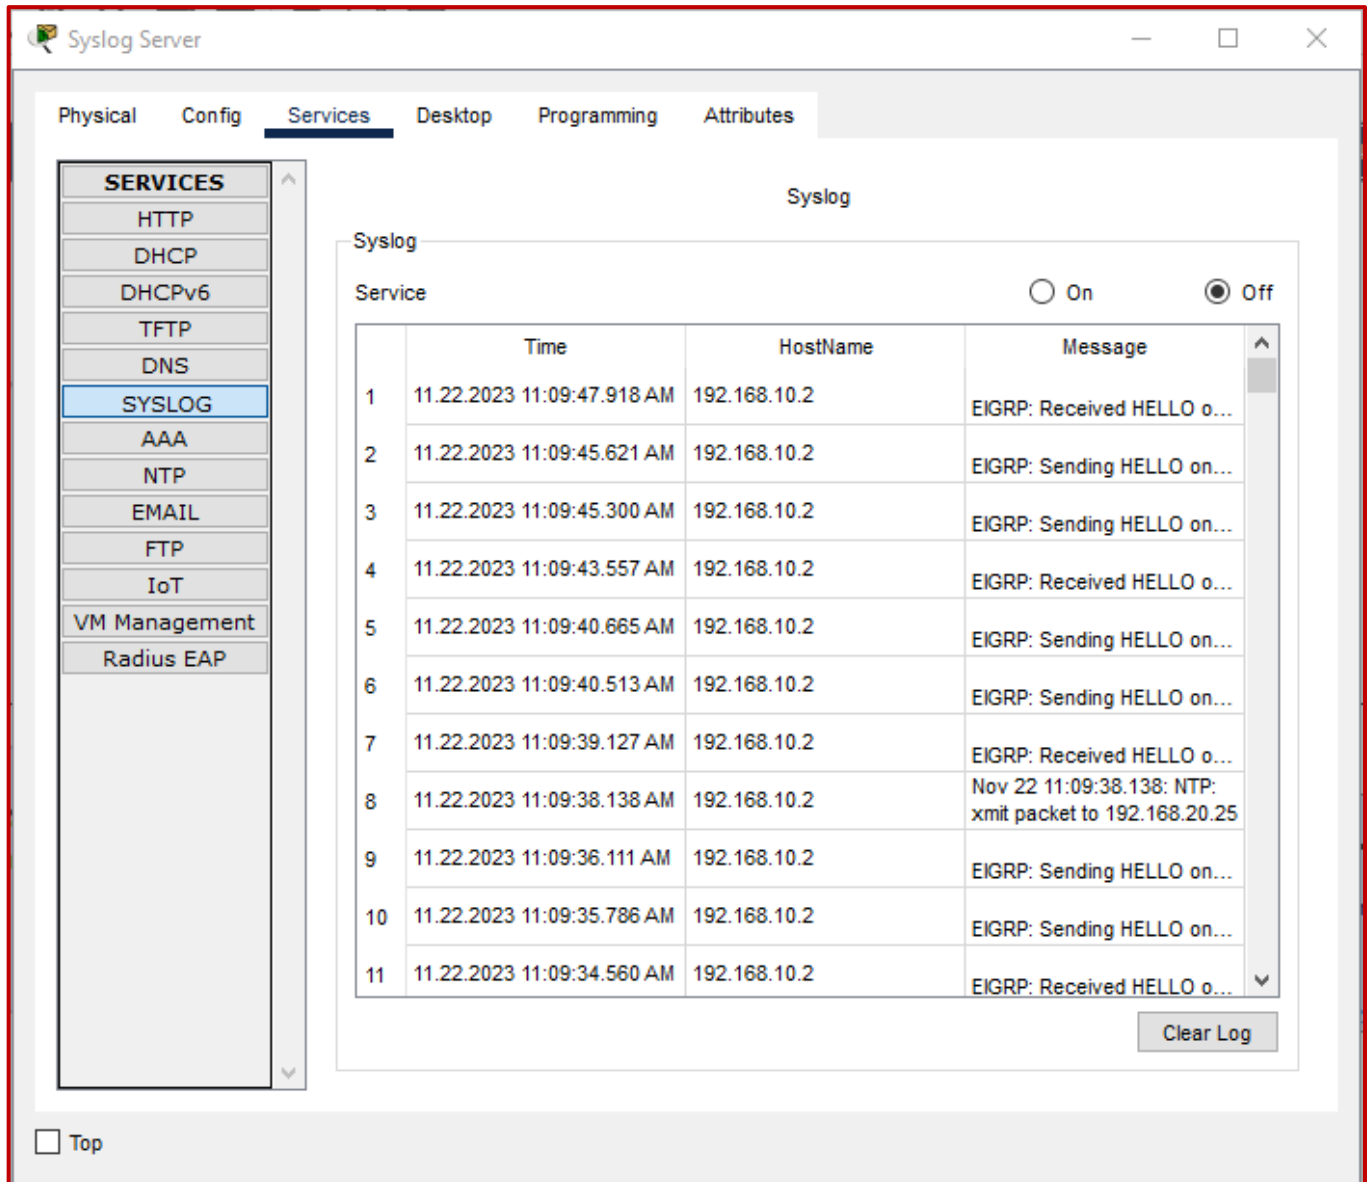 Syslog Server
Physical Config Services Desktop Programming Attributes
SERVICES
HTTP
DHCP
DHCPv6
TFTP
DNS
SYSLOG
AAA
NTP
EMAIL
FTP
IoT
VM Management
Radius EAP
Syslog
Syslog
Service On Off
Time HostName Message
1 11.22.2023 11:09:47.918 AM 192.168.10.2 EIGRP: Received HELLO o...
2 11.22.2023 11:09:45.621 AM 192.168.10.2 EIGRP: Sending HELLO on...
3 11.22.2023 11:09:45.300 AM 192.168.10.2 EIGRP: Sending HELLO on...
4 11.22.2023 11:09:43.557 AM 192.168.10.2 EIGRP: Received HELLO o...
5 11.22.2023 11:09:40.665 AM 192.168.10.2 EIGRP: Sending HELLO on...
6 11.22.2023 11:09:40.513 AM 192.168.10.2 EIGRP: Sending HELLO on...
7 11.22.2023 11:09:39.127 AM 192.168.10.2 EIGRP: Received HELLO o...
8 11.22.2023 11:09:38.138 AM 192.168.10.2 Nov 22 11:09:38.138: NTP:
xmit packet to 192.168.20.25
9 11.22.2023 11:09:36.111 AM 192.168.10.2 EIGRP: Sending HELLO on...
10 11.22.2023 11:09:35.786 AM 192.168.10.2 EIGRP: Sending HELLO on...
11 11.22.2023 11:09:34.560 AM 192.168.10.2 EIGRP: Received HELLO o...
Clear Log
Top